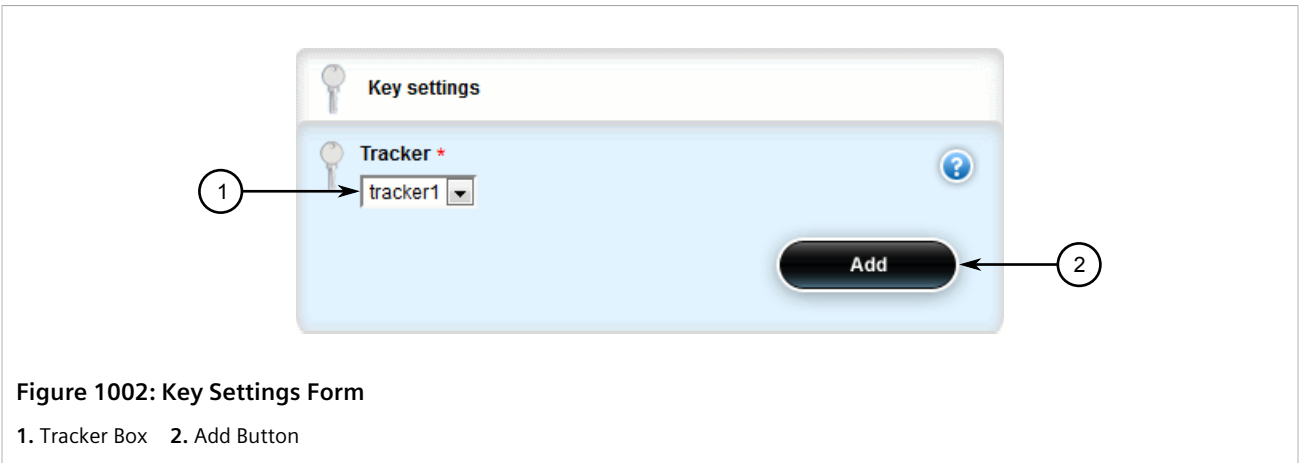 Key settings
Tracker *
?
1
tracker1
Add
2
Figure 1002: Key Settings Form
1. Tracker Box 2. Add Button